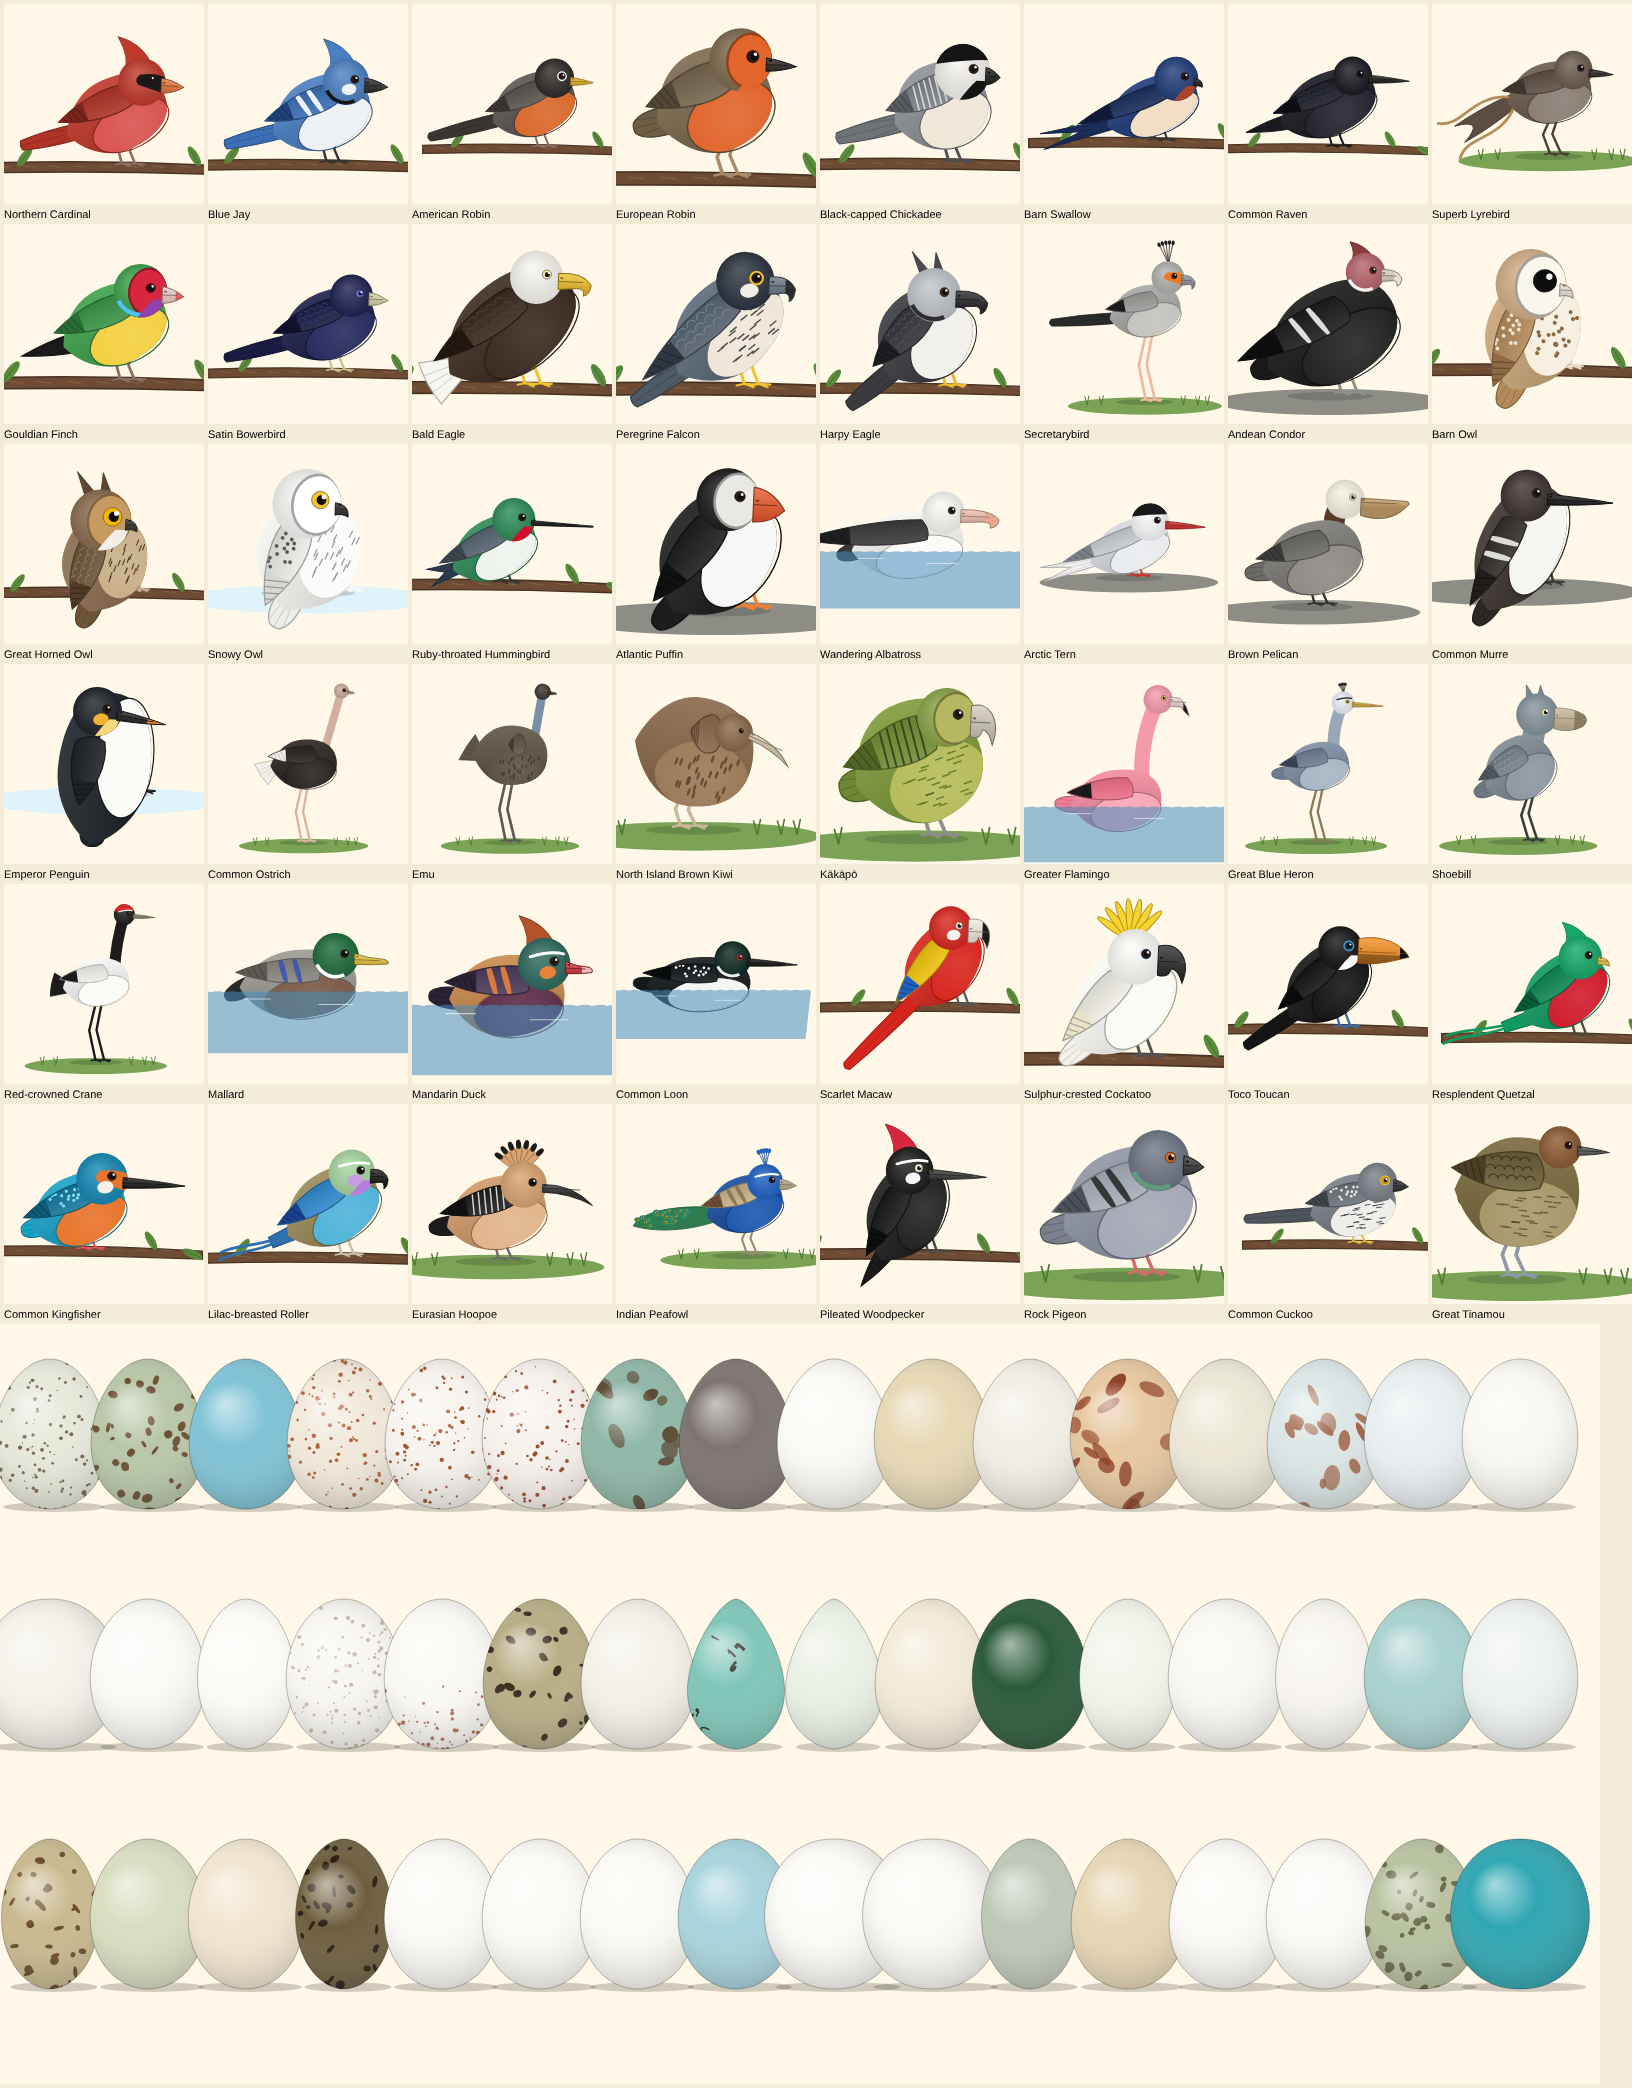 Northern Cardinal
Blue Jay
American Robin
European Robin
Black-capped Chickadee
Barn Swallow
Common Raven
Superb Lyrebird
Gouldian Finch
Satin Bowerbird
Bald Eagle
Peregrine Falcon
Harpy Eagle
Secretarybird
Andean Condor
Barn Owl
Great Horned Owl
Snowy Owl
Ruby-throated Hummingbird
Atlantic Puffin
Wandering Albatross
Arctic Tern
Brown Pelican
Common Murre
Emperor Penguin
Common Ostrich
Emu
North Island Brown Kiwi
Kākāpō
Greater Flamingo
Great Blue Heron
Shoebill
Red-crowned Crane
Mallard
Mandarin Duck
Common Loon
Scarlet Macaw
Sulphur-crested Cockatoo
Toco Toucan
Resplendent Quetzal
Common Kingfisher
Lilac-breasted Roller
Eurasian Hoopoe
Indian Peafowl
Pileated Woodpecker
Rock Pigeon
Common Cuckoo
Great Tinamou